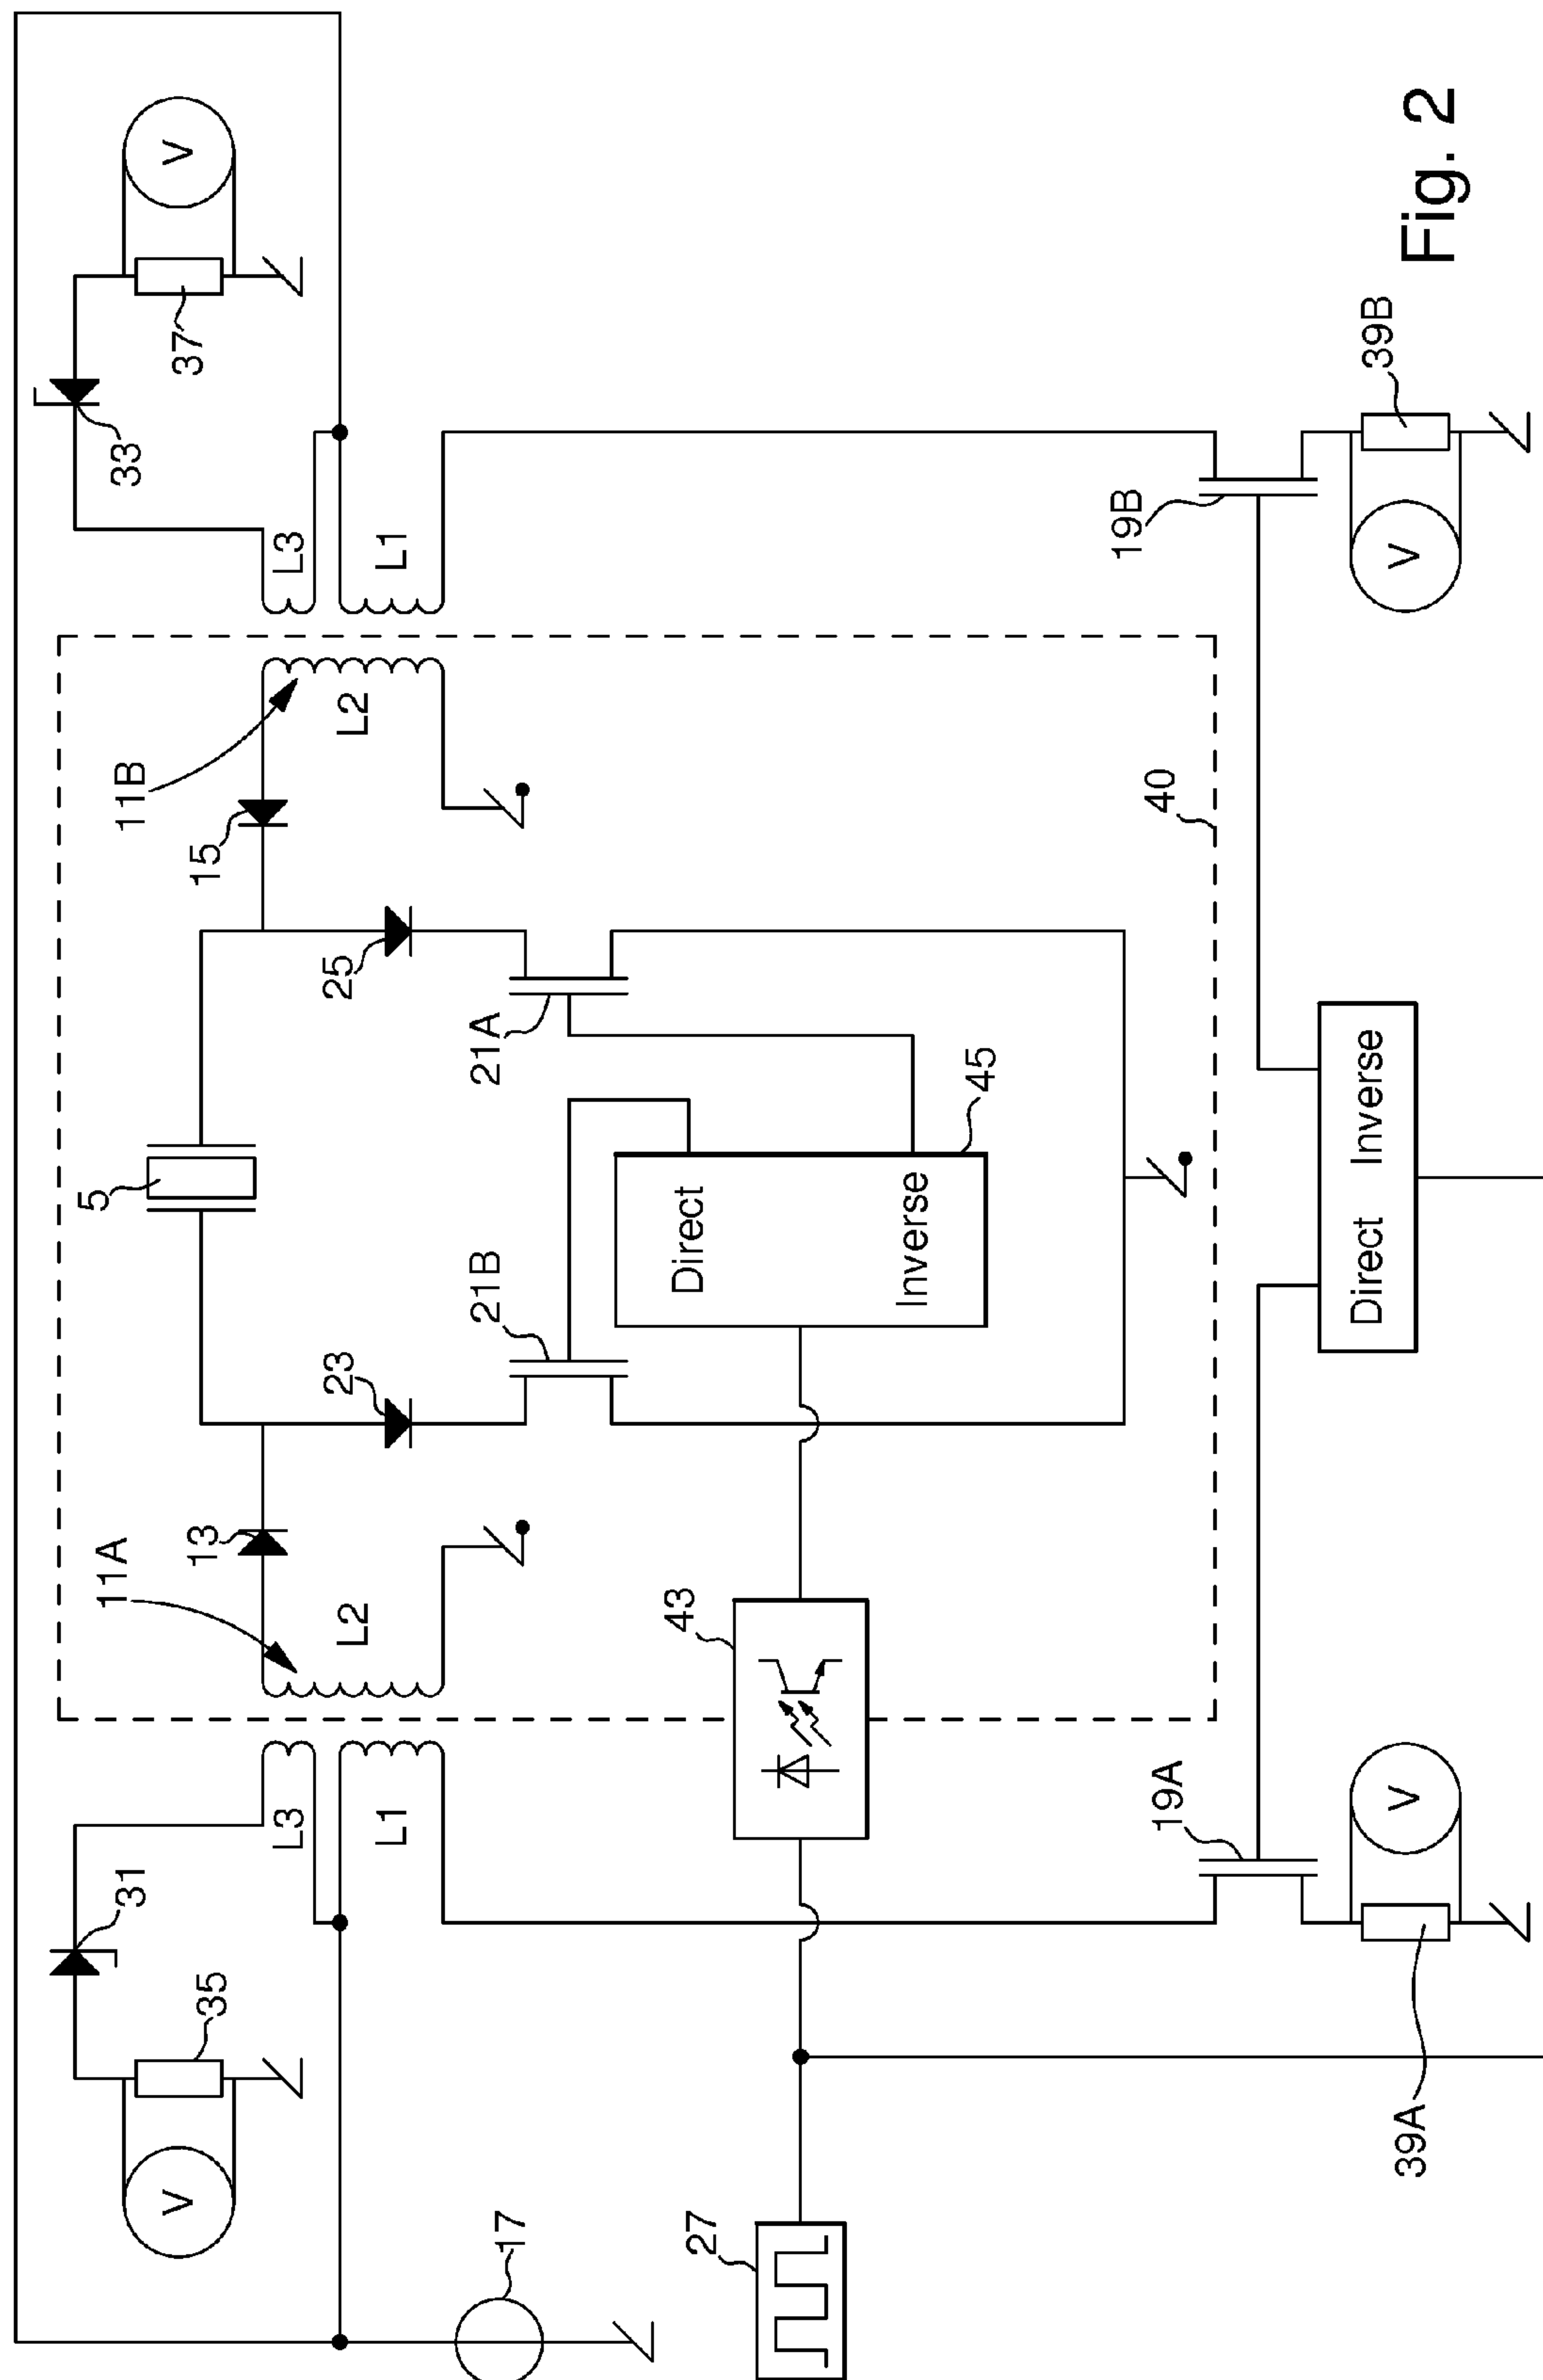 V
37
33
L3
L1
11B
L2
15
25
21A
5
Direct
Inverse
45
21B
23
13
11A
L2
43
40
L3
L1
31
35
V
17
27
19B
39B
V
Direct Inverse
19A
V
39A
Fig. 2